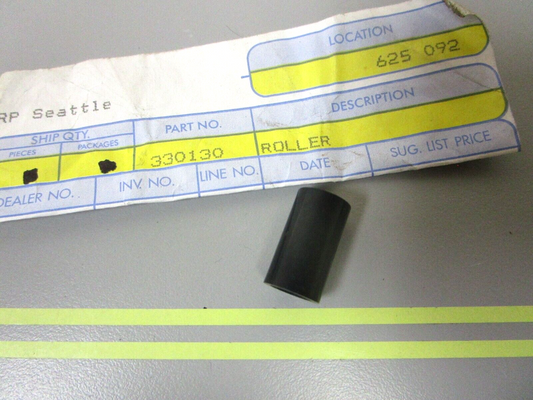 LOCATION
625 092
RP Seattle
DESCRIPTION
SHIP QTY.
PART NO.
PIECES PACKAGES
330130 ROLLER
DEALER NO. INV. NO. LINE NO. DATE SUG. LIST PRICE